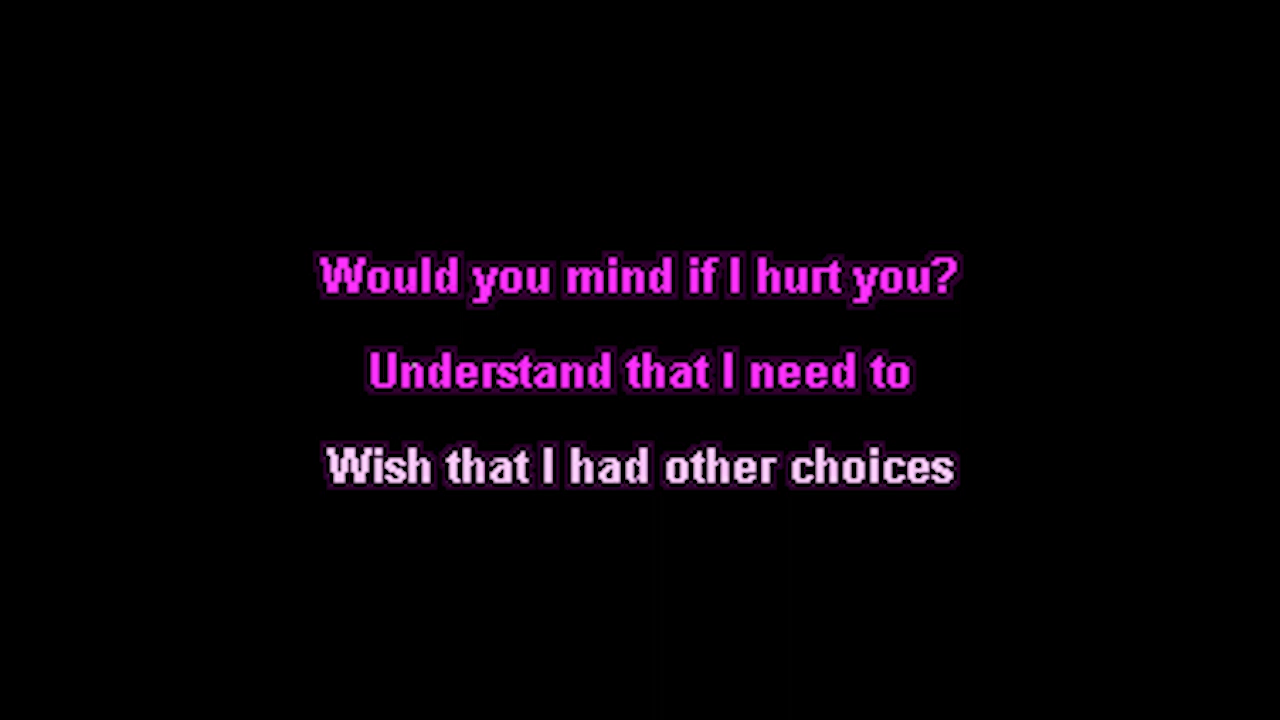 Would you mind if I hurt you?
Understand that I need to
Wish that I had other choices